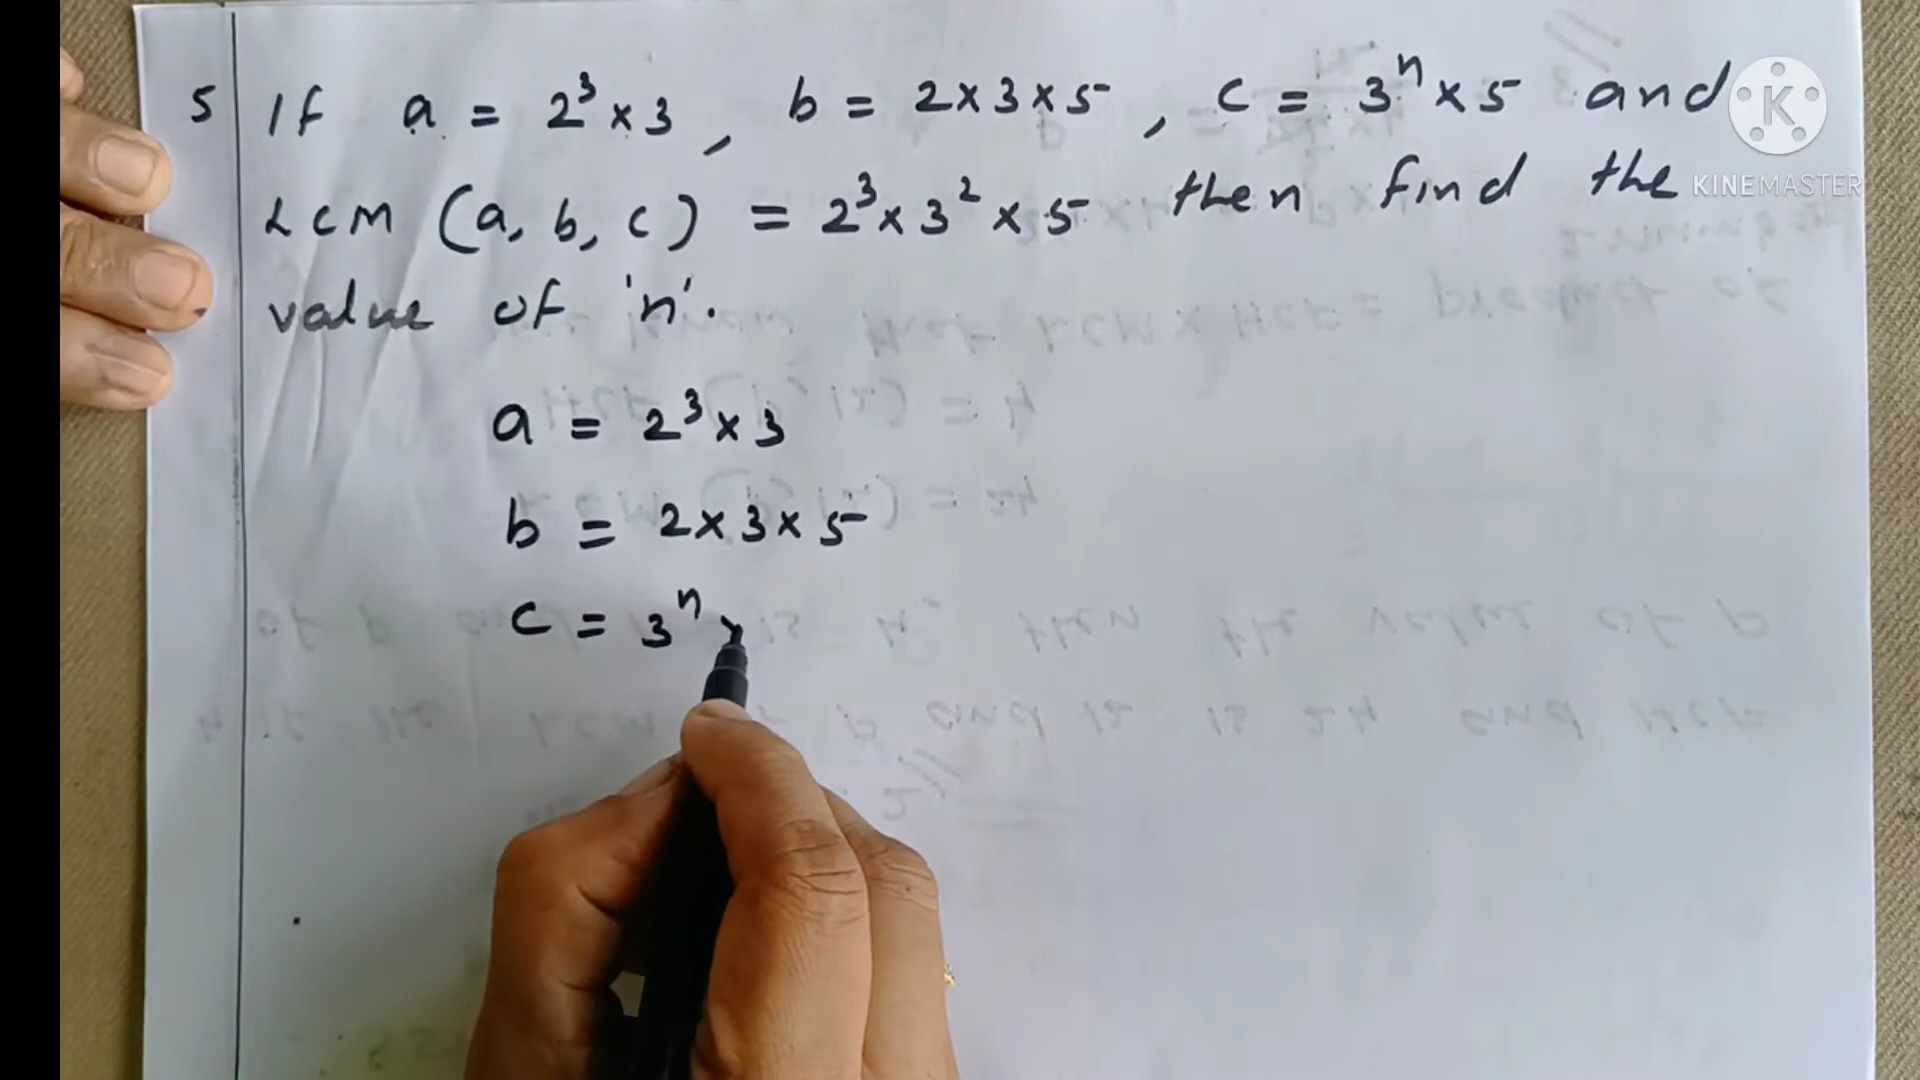 5 If a = 2³ × 3, b = 2 × 3 × 5, c = 3ⁿ × 5 and
LCM (a, b, c) = 2³ × 3² × 5 then find the
value of 'n'.
a = 2³ × 3
b = 2 × 3 × 5
c = 3ⁿ ×
K
KINEMASTER